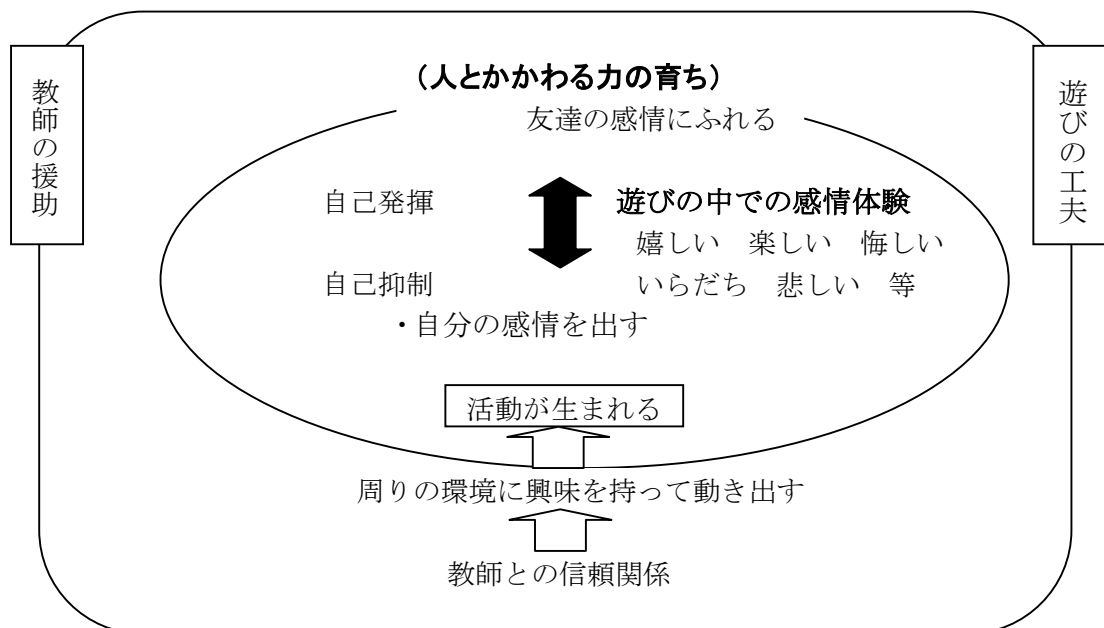 （人とかかわる力の育ち）
教師の援助
遊びの工夫
友達の感情にふれる
自己発揮
遊びの中での感情体験
嬉しい　楽しい　悔しい
自己抑制
いらだち　悲しい　等
・自分の感情を出す
活動が生まれる
周りの環境に興味を持って動き出す
教師との信頼関係